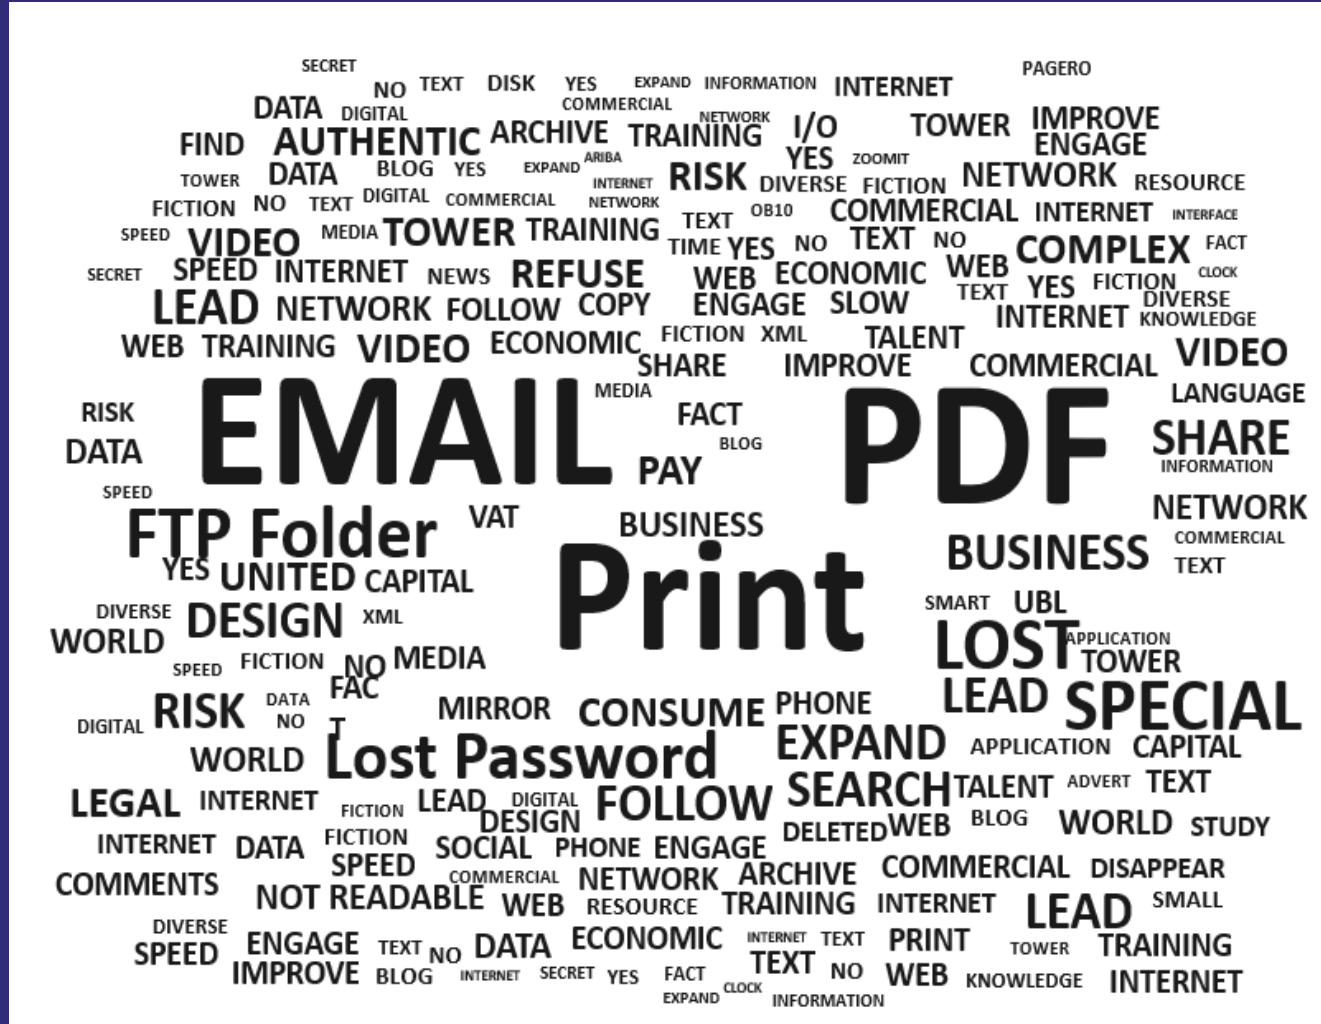 SECRET PAGERO
NO TEXT DISK YES EXPAND INFORMATION INTERNET
DATA DIGITAL COMMERCIAL
NETWORK I/O TOWER IMPROVE
FIND AUTHENTIC ARCHIVE TRAINING ENGAGE
YES ZOOMIT
TOWER DATA BLOG YES EXPAND ARIBA RISK NETWORK RESOURCE
INTERNET DIVERSE FICTION
FICTION NO TEXT DIGITAL COMMERCIAL NETWORK
TEXT OB10 COMMERCIAL INTERNET INTERFACE
SPEED VIDEO MEDIA TOWER TRAINING
TIME YES NO TEXT NO COMPLEX FACT
SECRET SPEED INTERNET NEWS REFUSE WEB ECONOMIC WEB YES FICTION CLOCK
LEAD NETWORK FOLLOW COPY ENGAGE SLOW TEXT DIVERSE
INTERNET KNOWLEDGE
WEB TRAINING VIDEO ECONOMIC FICTION XML TALENT VIDEO
SHARE IMPROVE COMMERCIAL
MEDIA LANGUAGE
RISK EMAIL FACT PDF SHARE
DATA BLOG
PAY INFORMATION
SPEED NETWORK
FTP Folder VAT BUSINESS COMMERCIAL
BUSINESS TEXT
YES UNITED CAPITAL Print
DIVERSE DESIGN XML SMART UBL
WORLD LOST APPLICATION
SPEED FICTION NO MEDIA TOWER
FAC
T
RISK DATA MIRROR CONSUME PHONE LEAD SPECIAL
DIGITAL NO
WORLD Lost Password EXPAND APPLICATION CAPITAL
SEARCH TALENT ADVERT TEXT
LEGAL INTERNET FICTION LEAD DIGITAL FOLLOW
DESIGN DELETED WEB BLOG WORLD STUDY
INTERNET DATA FICTION SOCIAL PHONE ENGAGE
SPEED COMMERCIAL NETWORK ARCHIVE COMMERCIAL DISAPPEAR
COMMENTS NOT READABLE WEB RESOURCE TRAINING INTERNET LEAD SMALL
DIVERSE
SPEED ENGAGE TEXT NO DATA ECONOMIC INTERNET TEXT PRINT TOWER TRAINING
IMPROVE BLOG INTERNET SECRET YES FACT TEXT NO WEB KNOWLEDGE INTERNET
EXPAND CLOCK INFORMATION